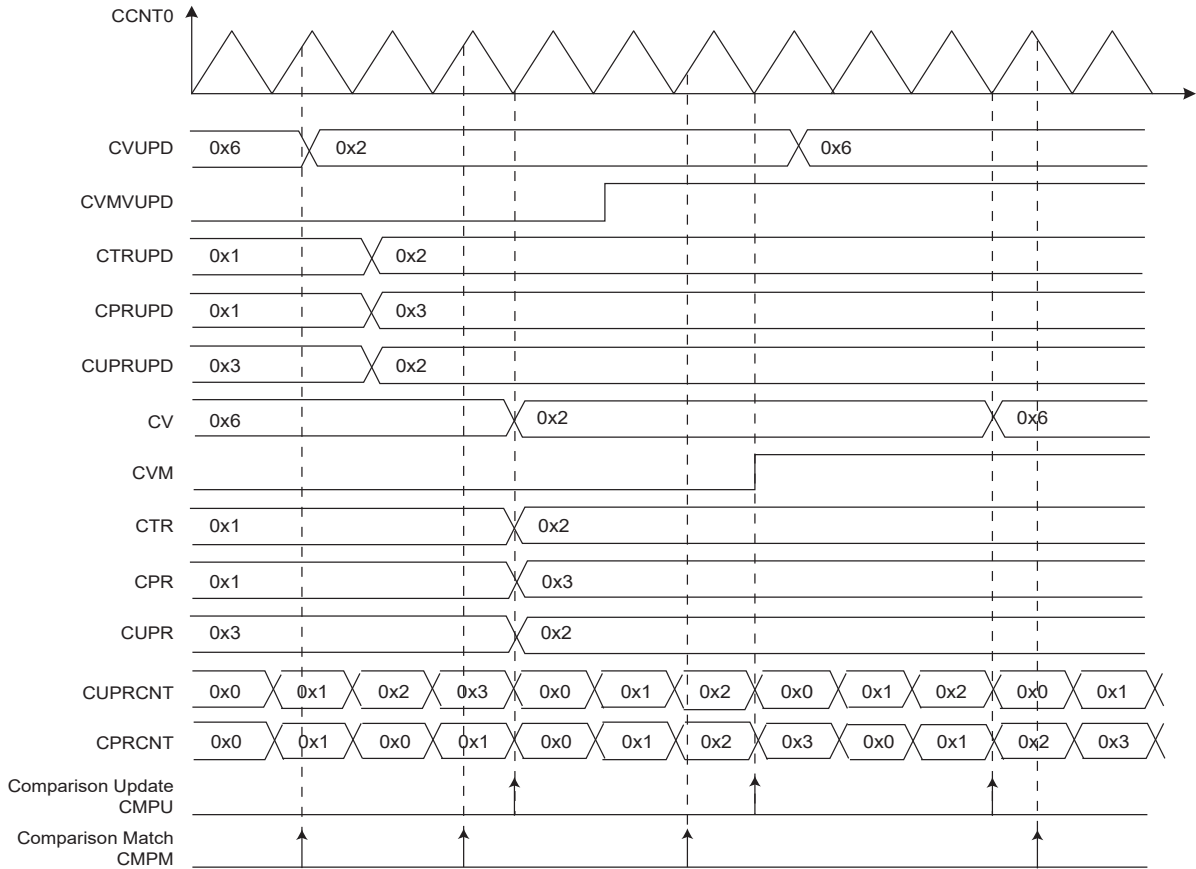 CCNT0
CVUPD 0x6 0x2 0x6
CVMVUPD
CTRUPD 0x1 0x2
CPRUPD 0x1 0x3
CUPRUPD 0x3 0x2
CV 0x6 0x2 0x6
CVM
CTR 0x1 0x2
CPR 0x1 0x3
CUPR 0x3 0x2
CUPRCNT 0x0 0x1 0x2 0x3 0x0 0x1 0x2 0x0 0x1 0x2 0x0 0x1
CPRCNT 0x0 0x1 0x0 0x1 0x0 0x1 0x2 0x3 0x0 0x1 0x2 0x3
Comparison Update
CMPU
Comparison Match
CMPM